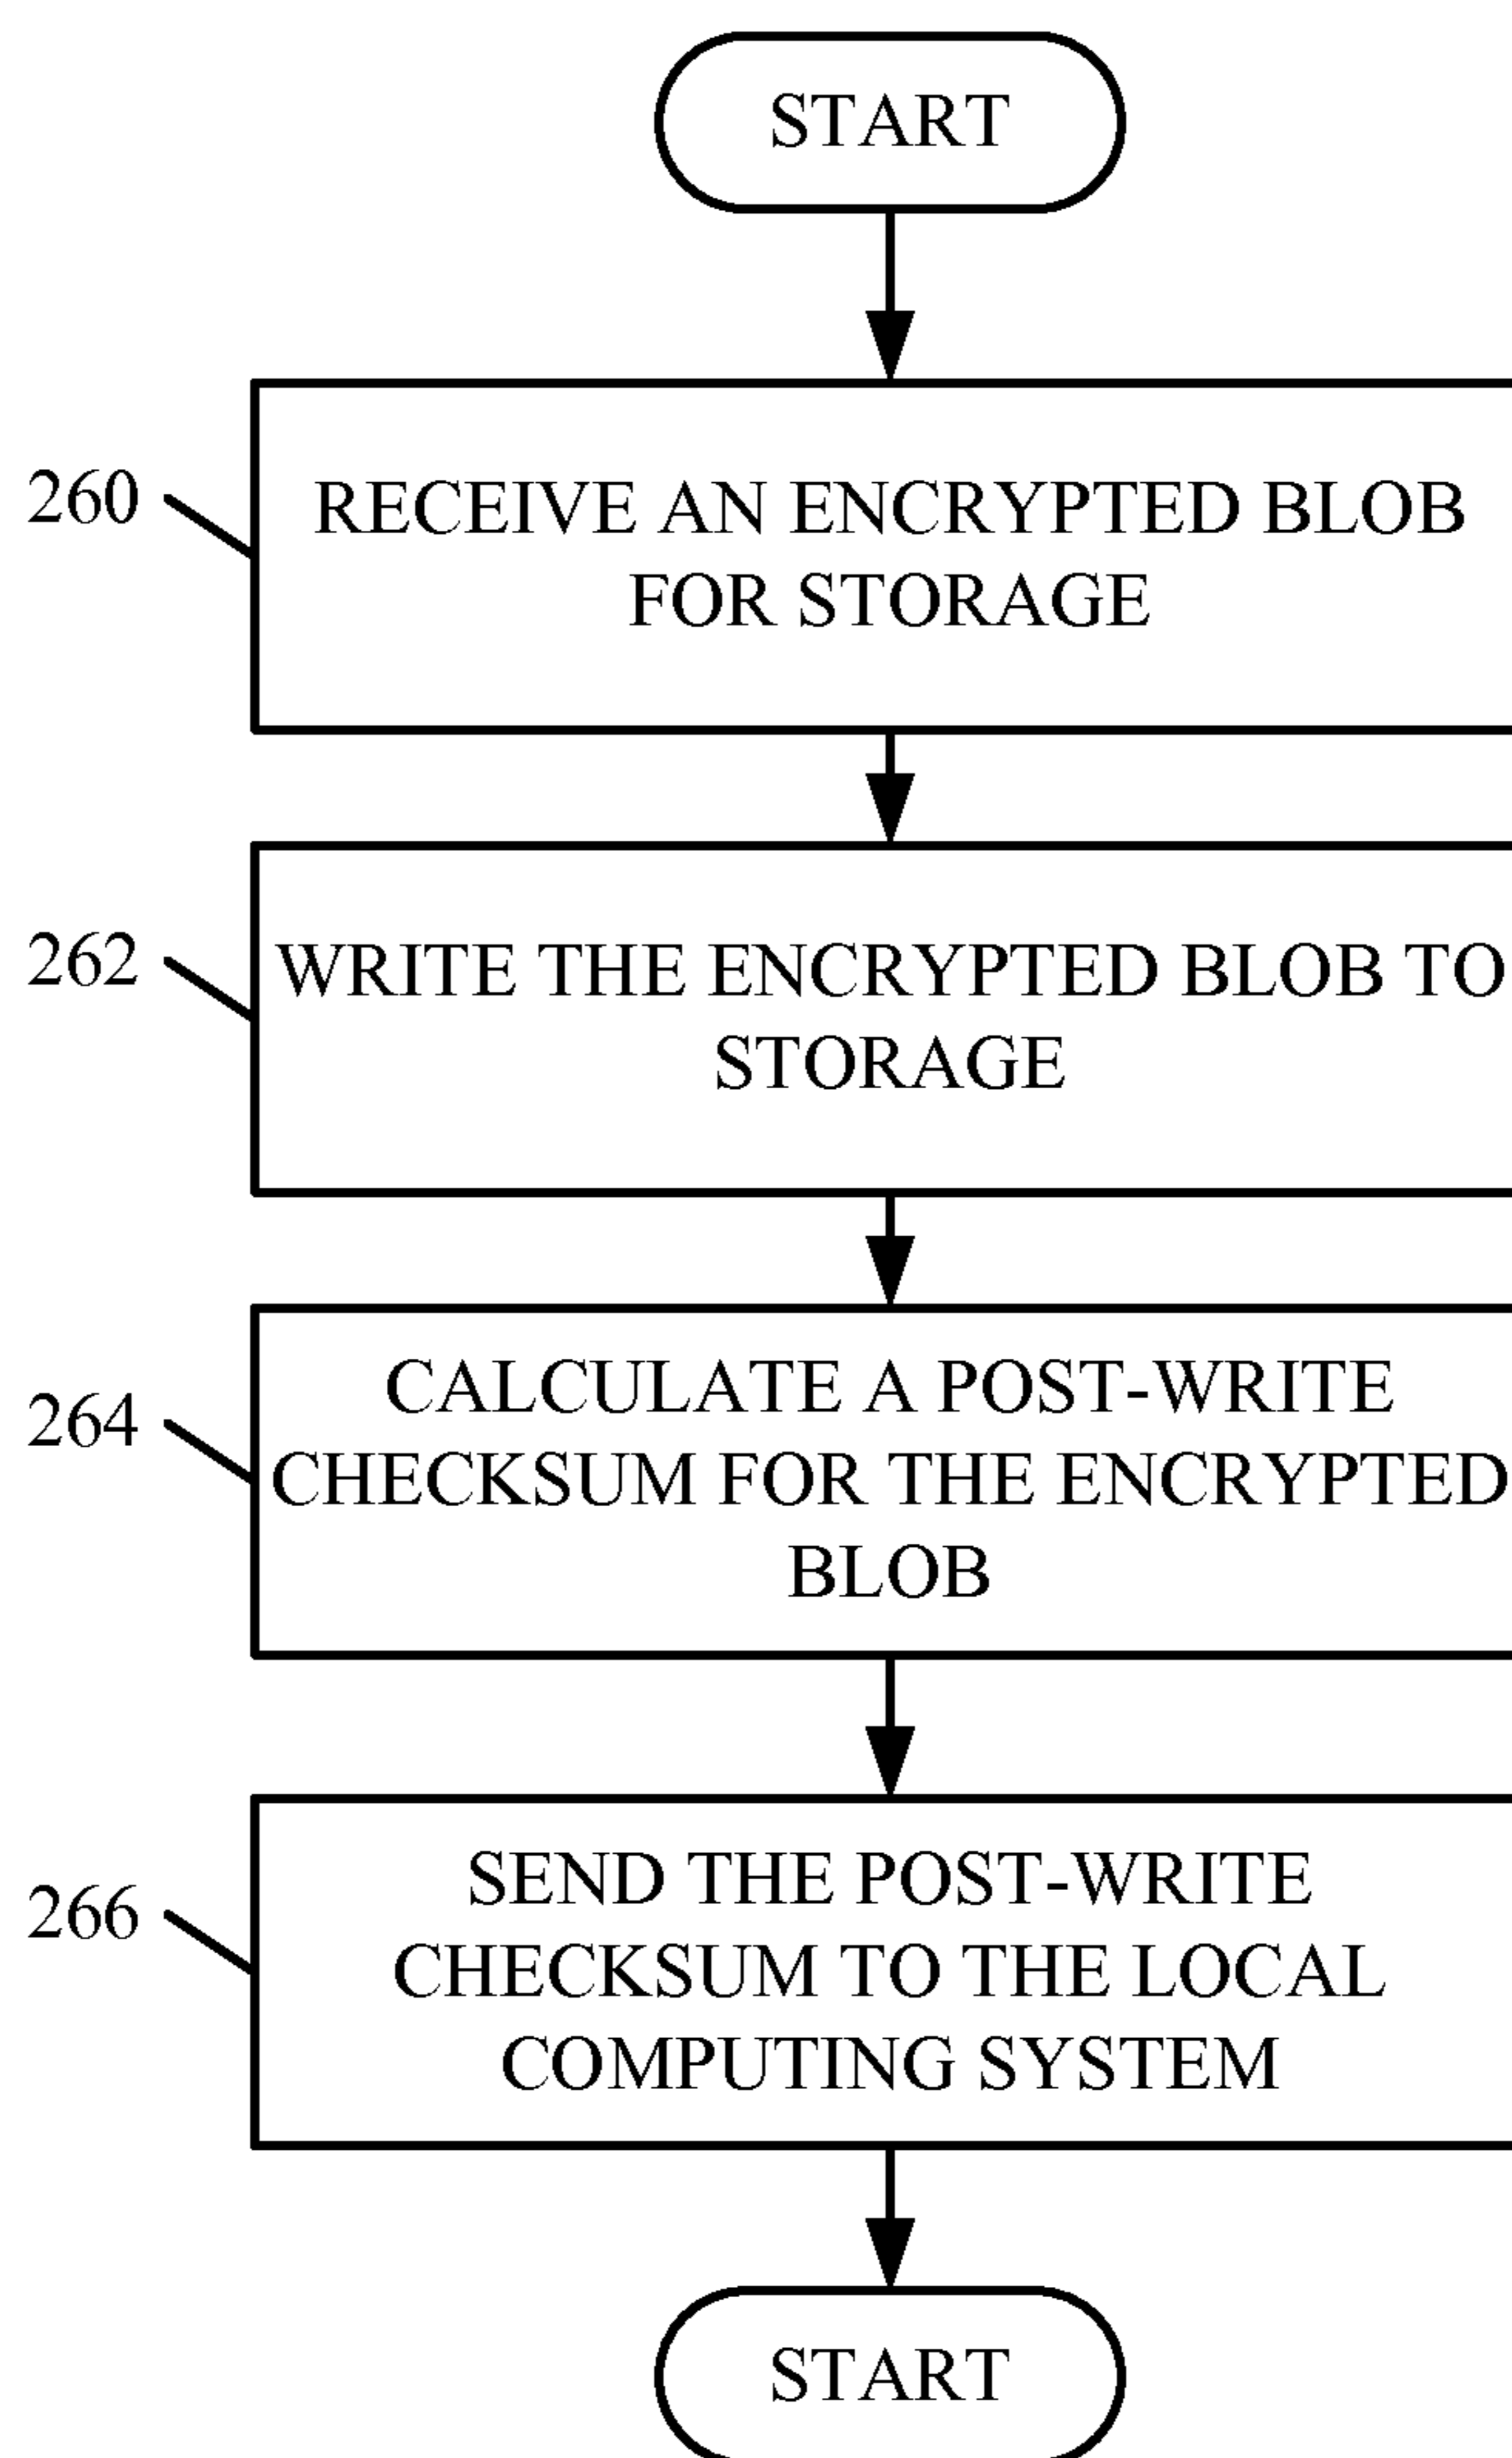 START
260
RECEIVE AN ENCRYPTED BLOB
FOR STORAGE
262
WRITE THE ENCRYPTED BLOB TO
STORAGE
264
CALCULATE A POST-WRITE
CHECKSUM FOR THE ENCRYPTED
BLOB
266
SEND THE POST-WRITE
CHECKSUM TO THE LOCAL
COMPUTING SYSTEM
START